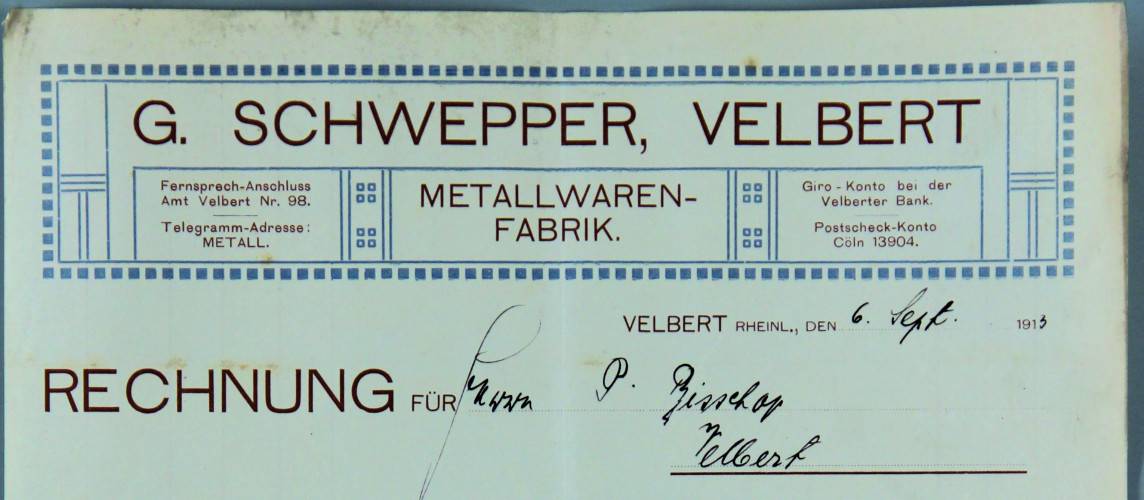 G. SCHWEPPER, VELBERT
Fernsprech-Anschluss
Amt Velbert Nr. 98.
Telegramm-Adresse:
METALL.
METALLWAREN-
FABRIK.
Giro-Konto bei der
Velberter Bank.
Postscheck-Konto
Cöln 13904.
VELBERT RHEINL., DEN 6. Sept. 1913
RECHNUNG FÜR Herrn P. Bisschop
Velbert